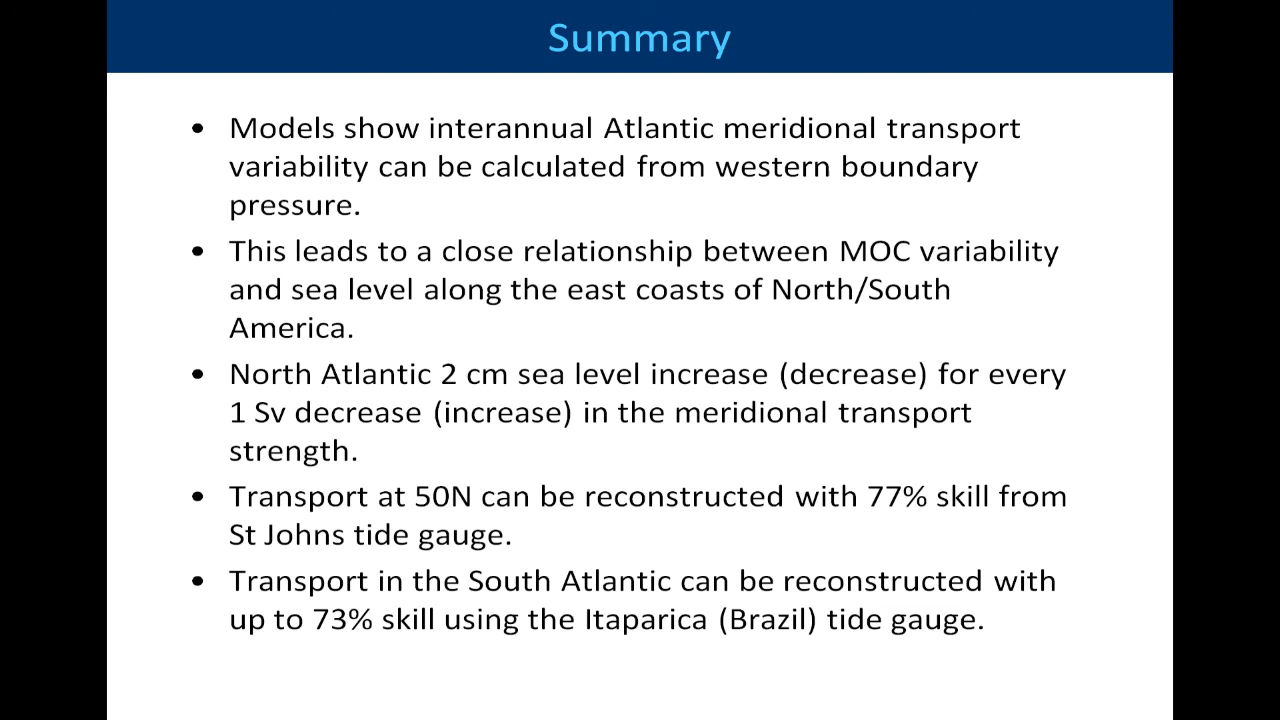 Summary
• Models show interannual Atlantic meridional transport
variability can be calculated from western boundary
pressure.
• This leads to a close relationship between MOC variability
and sea level along the east coasts of North/South
America.
• North Atlantic 2 cm sea level increase (decrease) for every
1 Sv decrease (increase) in the meridional transport
strength.
• Transport at 50N can be reconstructed with 77% skill from
St Johns tide gauge.
• Transport in the South Atlantic can be reconstructed with
up to 73% skill using the Itaparica (Brazil) tide gauge.